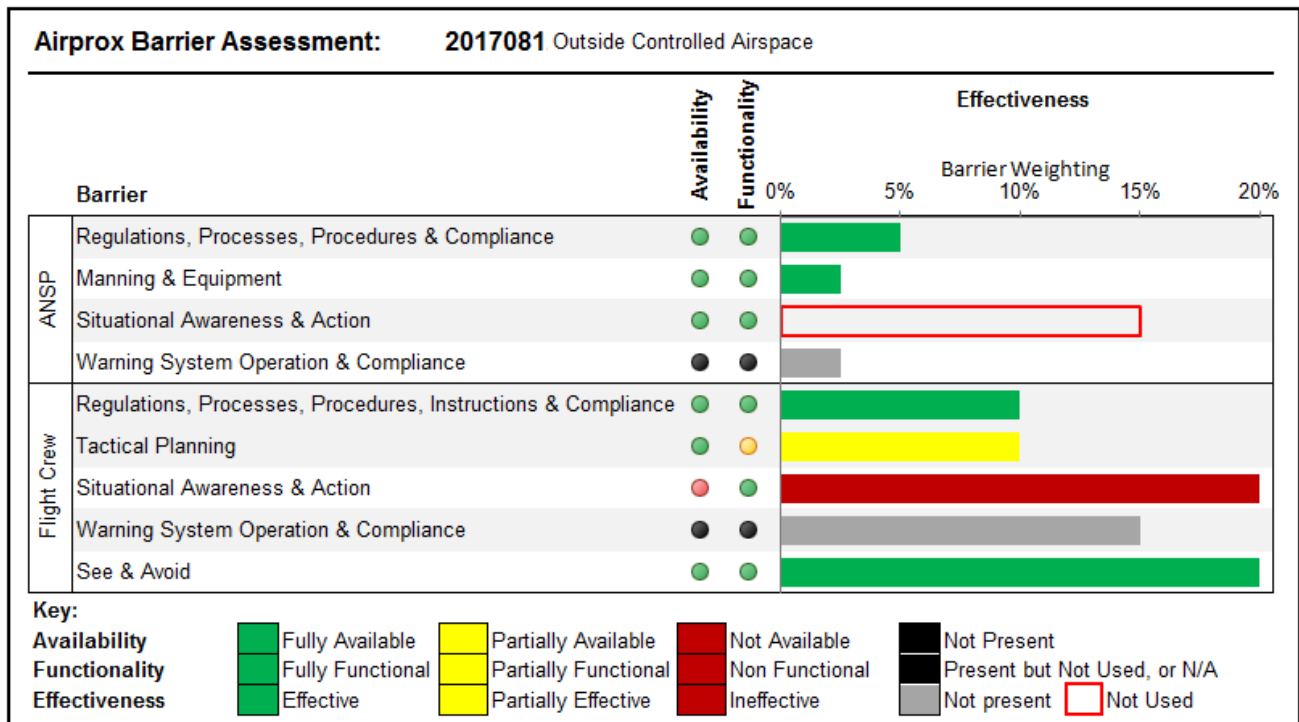 Airprox Barrier Assessment: 2017081 Outside Controlled Airspace
Availability
Functionality
Effectiveness
Barrier Weighting
Barrier
0% 5% 10% 15% 20%
ANSP
Regulations, Processes, Procedures & Compliance
Manning & Equipment
Situational Awareness & Action
Warning System Operation & Compliance
Flight Crew
Regulations, Processes, Procedures, Instructions & Compliance
Tactical Planning
Situational Awareness & Action
Warning System Operation & Compliance
See & Avoid
Key:
Availability Fully Available Partially Available Not Available Not Present
Functionality Fully Functional Partially Functional Non Functional Present but Not Used, or N/A
Effectiveness Effective Partially Effective Ineffective Not present Not Used